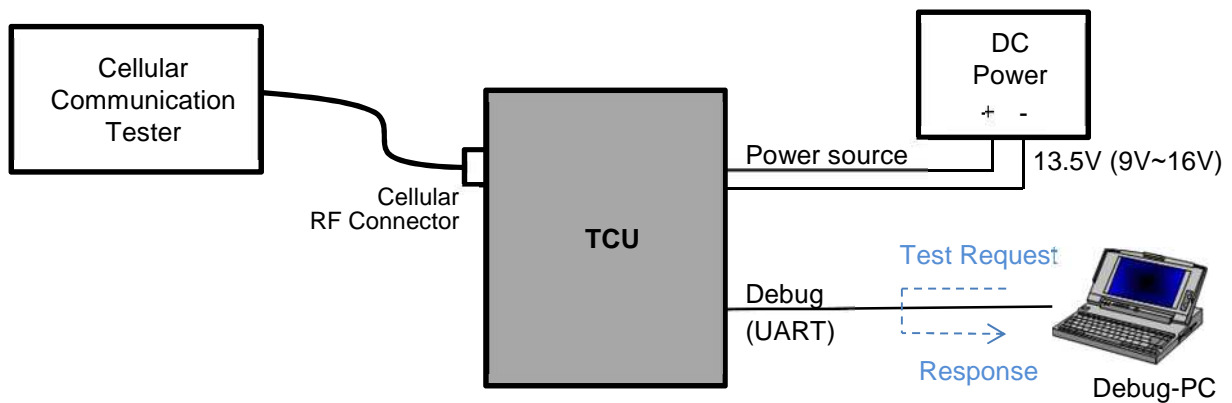 Cellular
Communication
Tester
DC
Power
+ -
Power source
13.5V (9V~16V)
Cellular
RF Connector
TCU
Test Request
Debug
(UART)
Response
Debug-PC